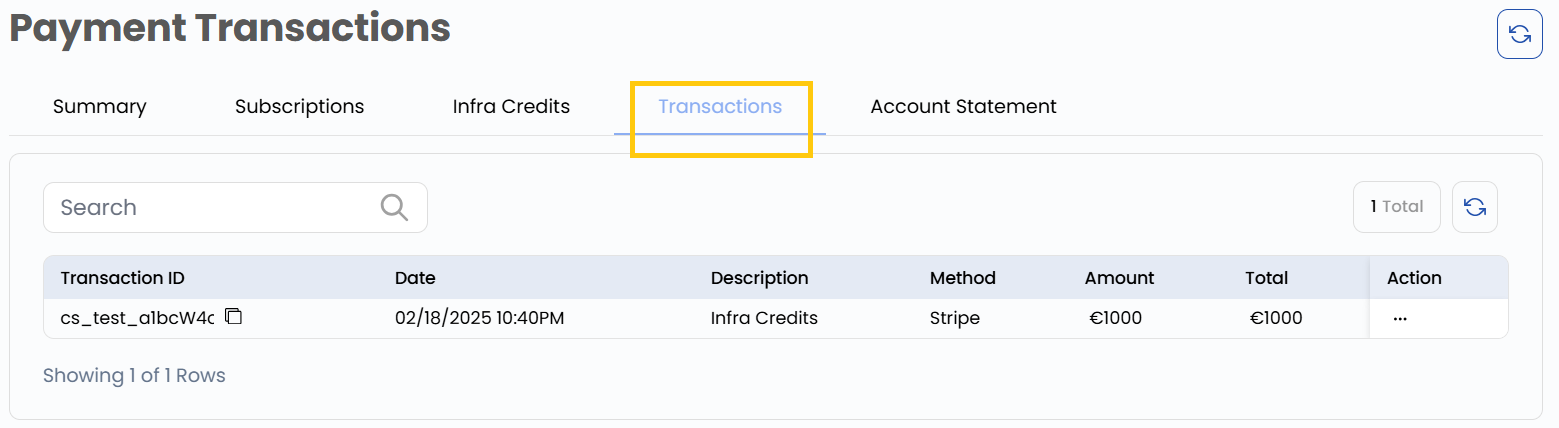 Payment Transactions
Summary Subscriptions Infra Credits Transactions Account Statement
Search 1 Total
Transaction ID Date Description Method Amount Total Action
cs_test_a1bcW4c 02/18/2025 10:40PM Infra Credits Stripe €1000 €1000 ...
Showing 1 of 1 Rows